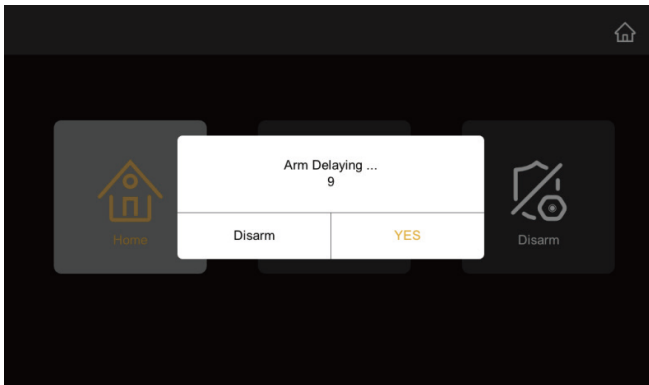 Arm Delaying ...
9
Disarm
YES
Home
Disarm